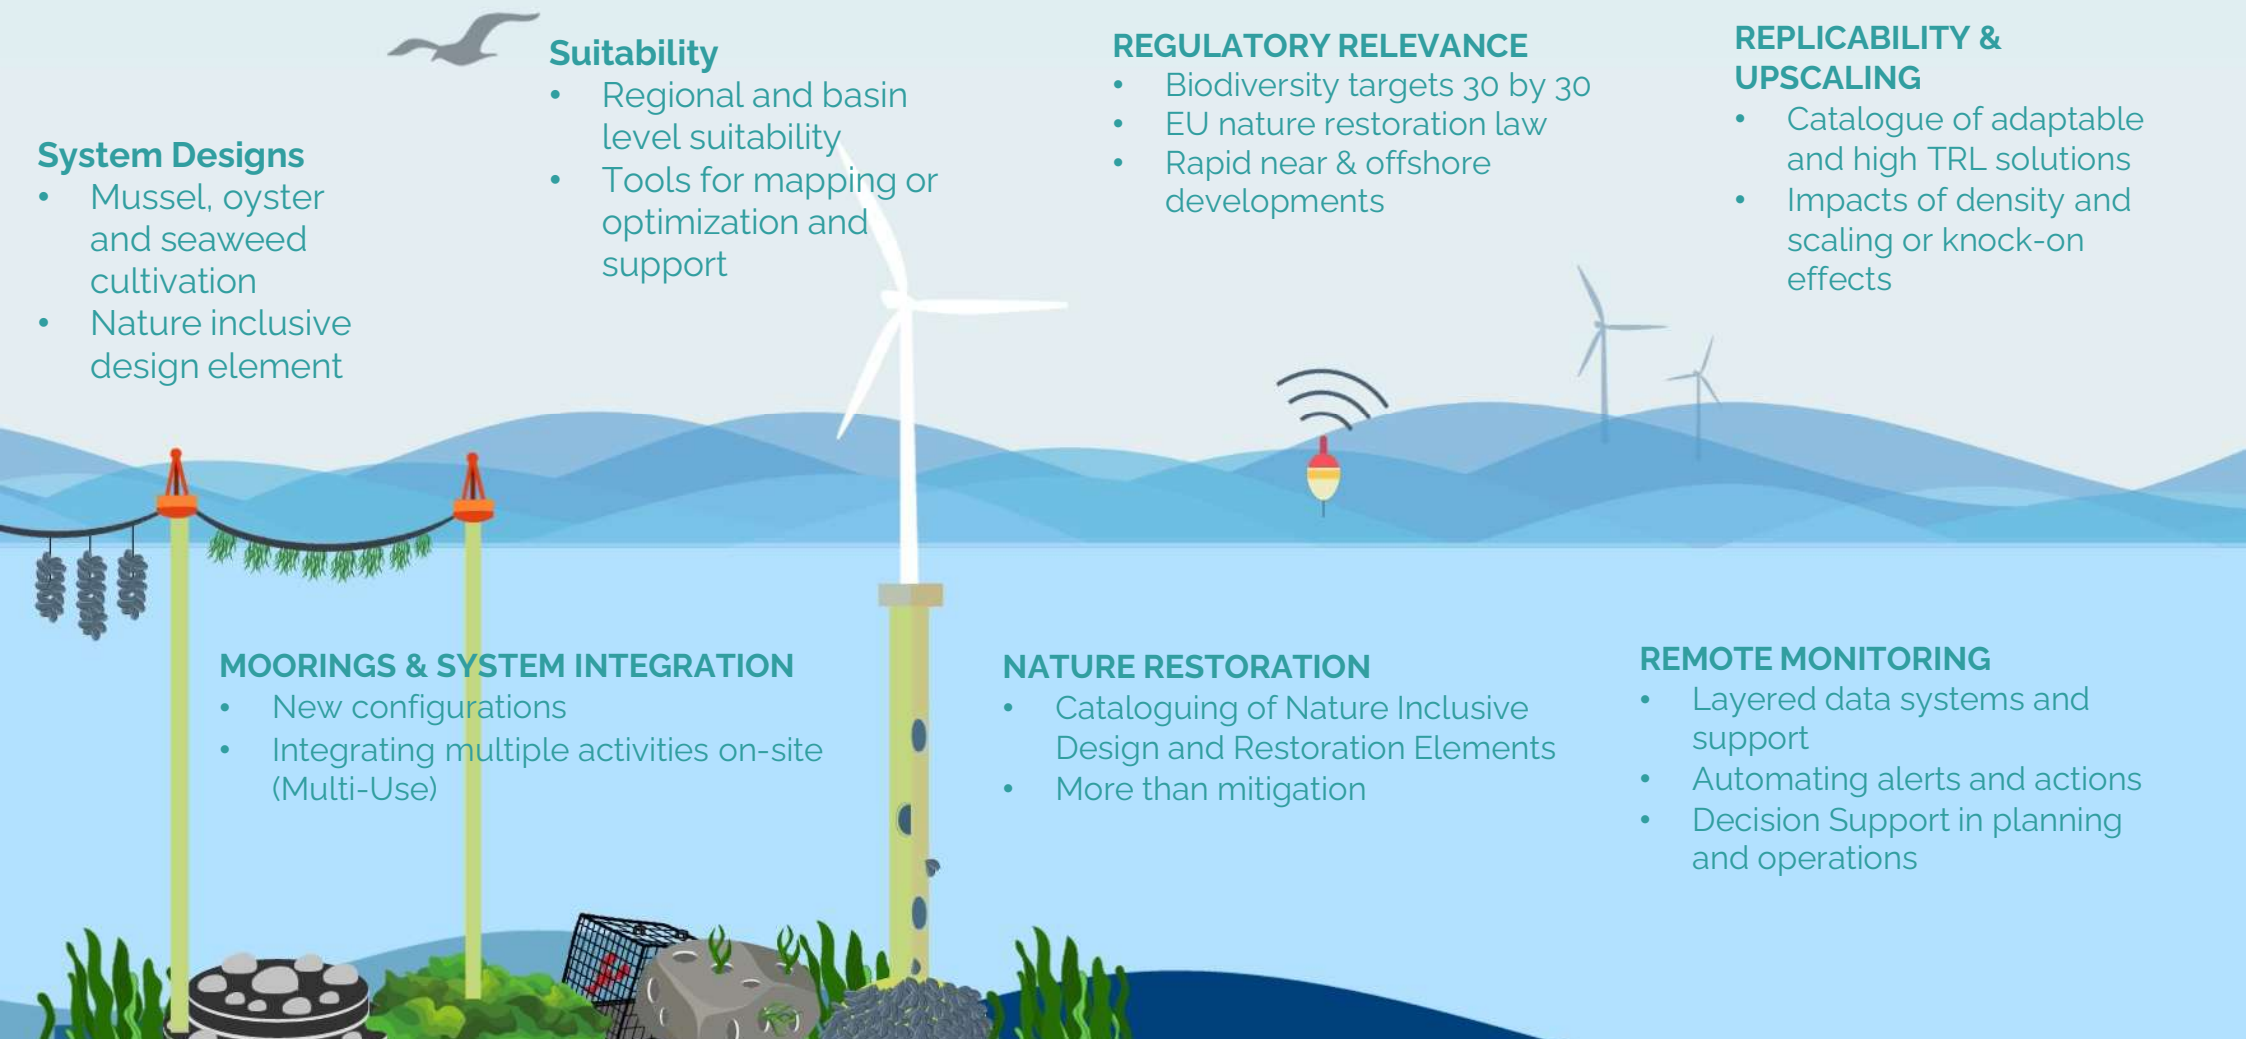 System Designs
• Mussel, oyster
and seaweed
cultivation
• Nature inclusive
design element
Suitability
• Regional and basin
level suitability
• Tools for mapping or
optimization and
support
REGULATORY RELEVANCE
• Biodiversity targets 30 by 30
• EU nature restoration law
• Rapid near & offshore
developments
REPLICABILITY &
UPSCALING
• Catalogue of adaptable
and high TRL solutions
• Impacts of density and
scaling or knock-on
effects
MOORINGS & SYSTEM INTEGRATION
• New configurations
• Integrating multiple activities on-site
(Multi-Use)
NATURE RESTORATION
• Cataloguing of Nature Inclusive
Design and Restoration Elements
• More than mitigation
REMOTE MONITORING
• Layered data systems and
support
• Automating alerts and actions
• Decision Support in planning
and operations